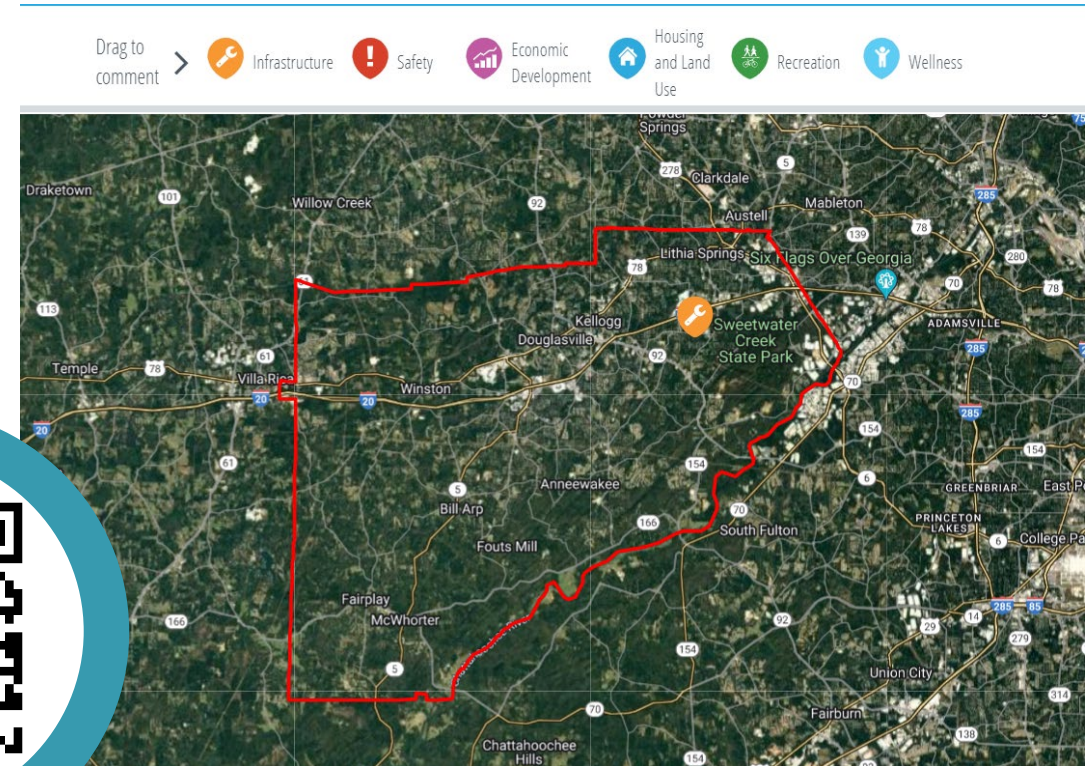 Drag to
comment
Infrastructure
Safety
Economic
Development
Housing
and Land
Use
Recreation
Wellness
Springs
75
278
Clarkdale
5
Draketown
101
Willow Creek
92
Mableton
285
Austell
139
78
Lithia Springs
Six Flags Over Georgia
280
78
70
78
113
Kellogg
Sweetwater
Creek
State Park
ADAMSVILLE
Douglasville
92
285
61
Temple
78
Villa Rica
Winston
70
20
20
285
20
154
61
154
154
5
Anneewakee
6
GREENBRIAR
Bill Arp
70
166
South Fulton
PRINCETON
LAKES
6
Fouts Mill
Fairplay
McWhorter
285
85
166
92
29
14
279
154
5
Union City
314
70
Fairburn
138
Chattahoochee
Hills
154